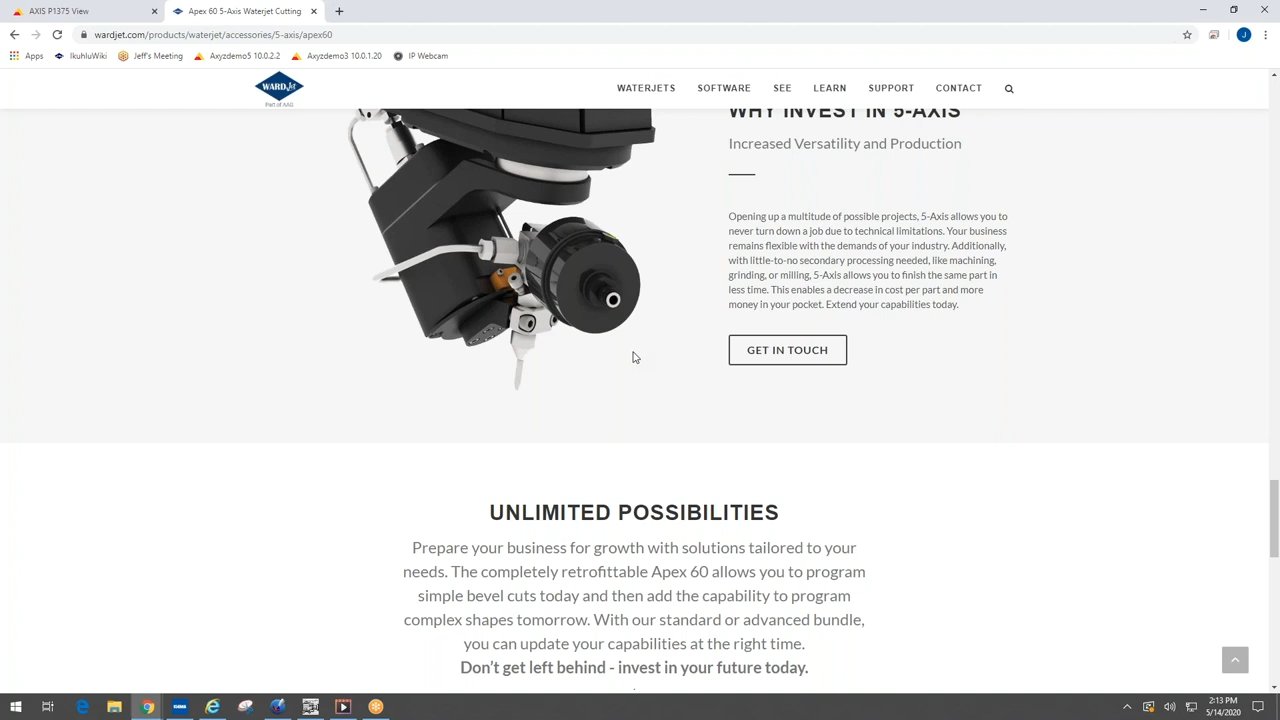 AXIS P1375 View
Apex 60 5-Axis Waterjet Cutting
wardjet.com/products/waterjet/accessories/5-axis/apex60
J
Apps
IkuhluWiki
Jeff's Meeting
Axyzdemo5 10.0.2.2
Axyzdemo3 10.0.1.20
IP Webcam
WARDJet
Part of AAG
WATERJETS
SOFTWARE
SEE
LEARN
SUPPORT
CONTACT
WHY INVEST IN 5-AXIS
Increased Versatility and Production
Opening up a multitude of possible projects, 5-Axis allows you to
never turn down a job due to technical limitations. Your business
remains flexible with the demands of your industry. Additionally,
with little-to-no secondary processing needed, like machining,
grinding, or milling, 5-Axis allows you to finish the same part in
less time. This enables a decrease in cost per part and more
money in your pocket. Extend your capabilities today.
GET IN TOUCH
UNLIMITED POSSIBILITIES
Prepare your business for growth with solutions tailored to your
needs. The completely retrofittable Apex 60 allows you to program
simple bevel cuts today and then add the capability to program
complex shapes tomorrow. With our standard or advanced bundle,
you can update your capabilities at the right time.
Don't get left behind - invest in your future today.
2:13 PM
5/14/2020